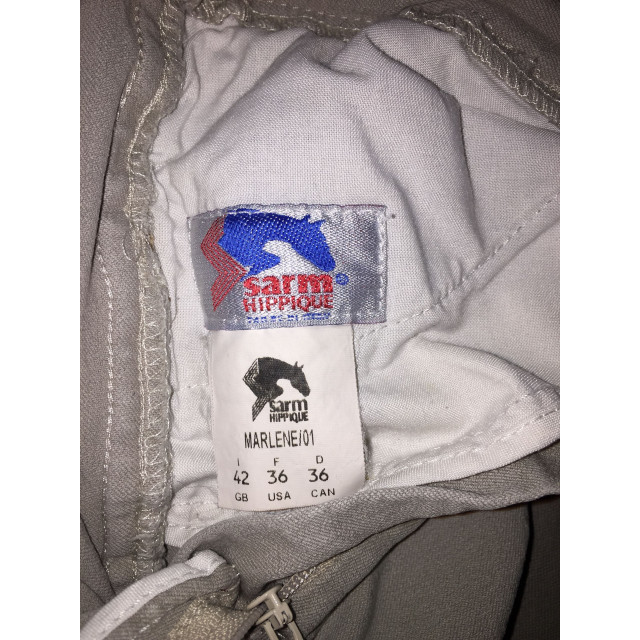 sarm®
HIPPIQUE
sarm
HIPPIQUE
MARLENE/01
I F D
42 36 36
GB USA CAN